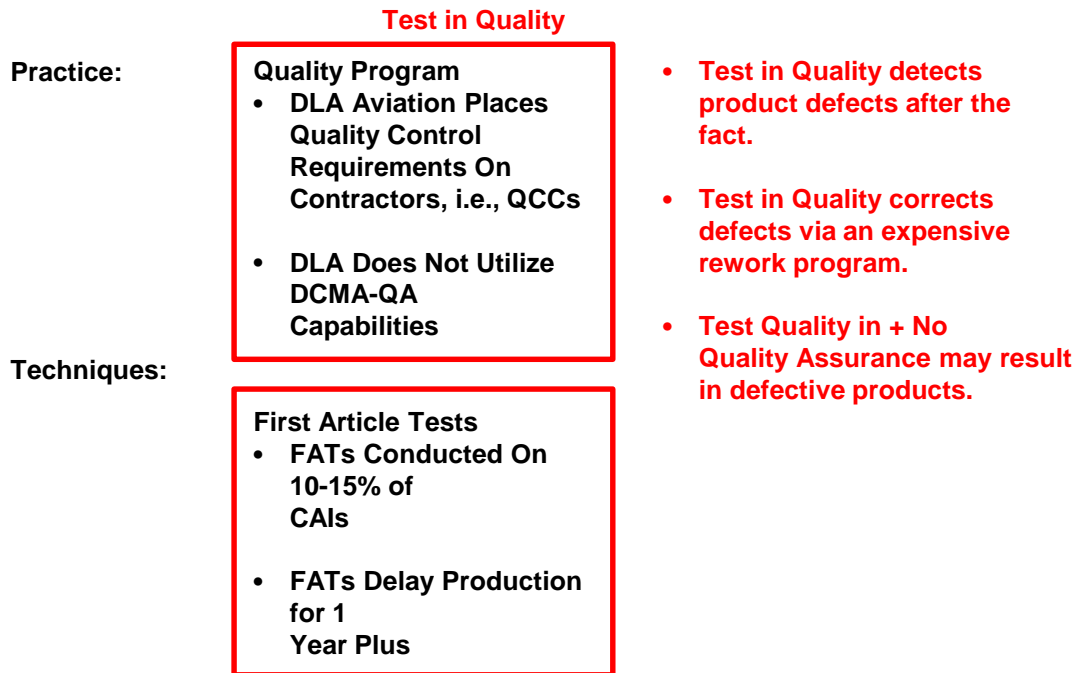 Test in Quality
Practice:
Quality Program
• DLA Aviation Places
Quality Control
Requirements On
Contractors, i.e., QCCs
• DLA Does Not Utilize
DCMA-QA
Capabilities
Techniques:
First Article Tests
• FATs Conducted On
10-15% of
CAIs
• FATs Delay Production
for 1
Year Plus
• Test in Quality detects
product defects after the
fact.
• Test in Quality corrects
defects via an expensive
rework program.
• Test Quality in + No
Quality Assurance may result
in defective products.